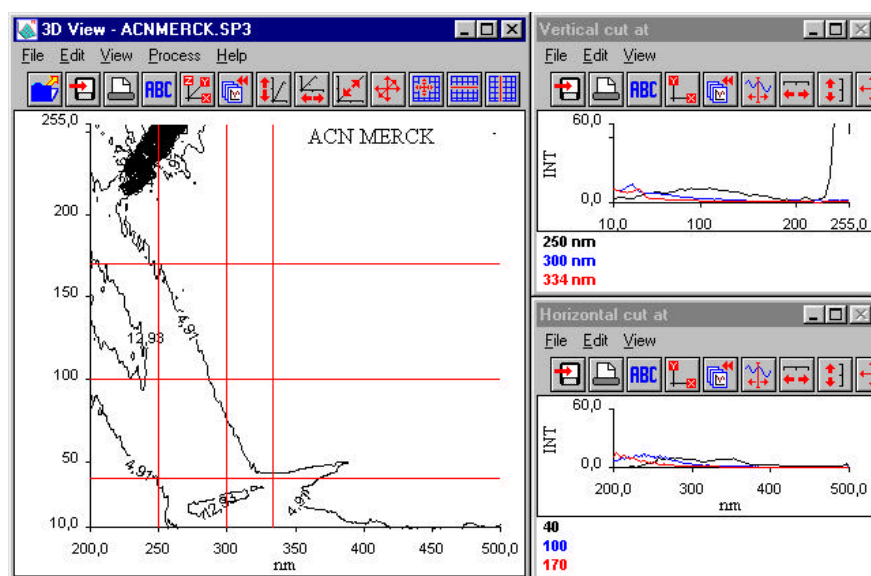 3D View - ACNMERCK.SP3
File Edit View Process Help
ABC Z Y X
ACN MERCK
255,0
200
150
100
50
10,0
4,91
4,91
12,93
4,91
12,93
4,91
200,0 250 300 350 400 450 500,0
nm
Vertical cut at
File Edit View
ABC Y X
60,0
INT
0,0
10,0 100 200 255,0
250 nm
300 nm
334 nm
Horizontal cut at
File Edit View
ABC Y X
60,0
INT
0,0
200,0 300 400 500,0
nm
40
100
170